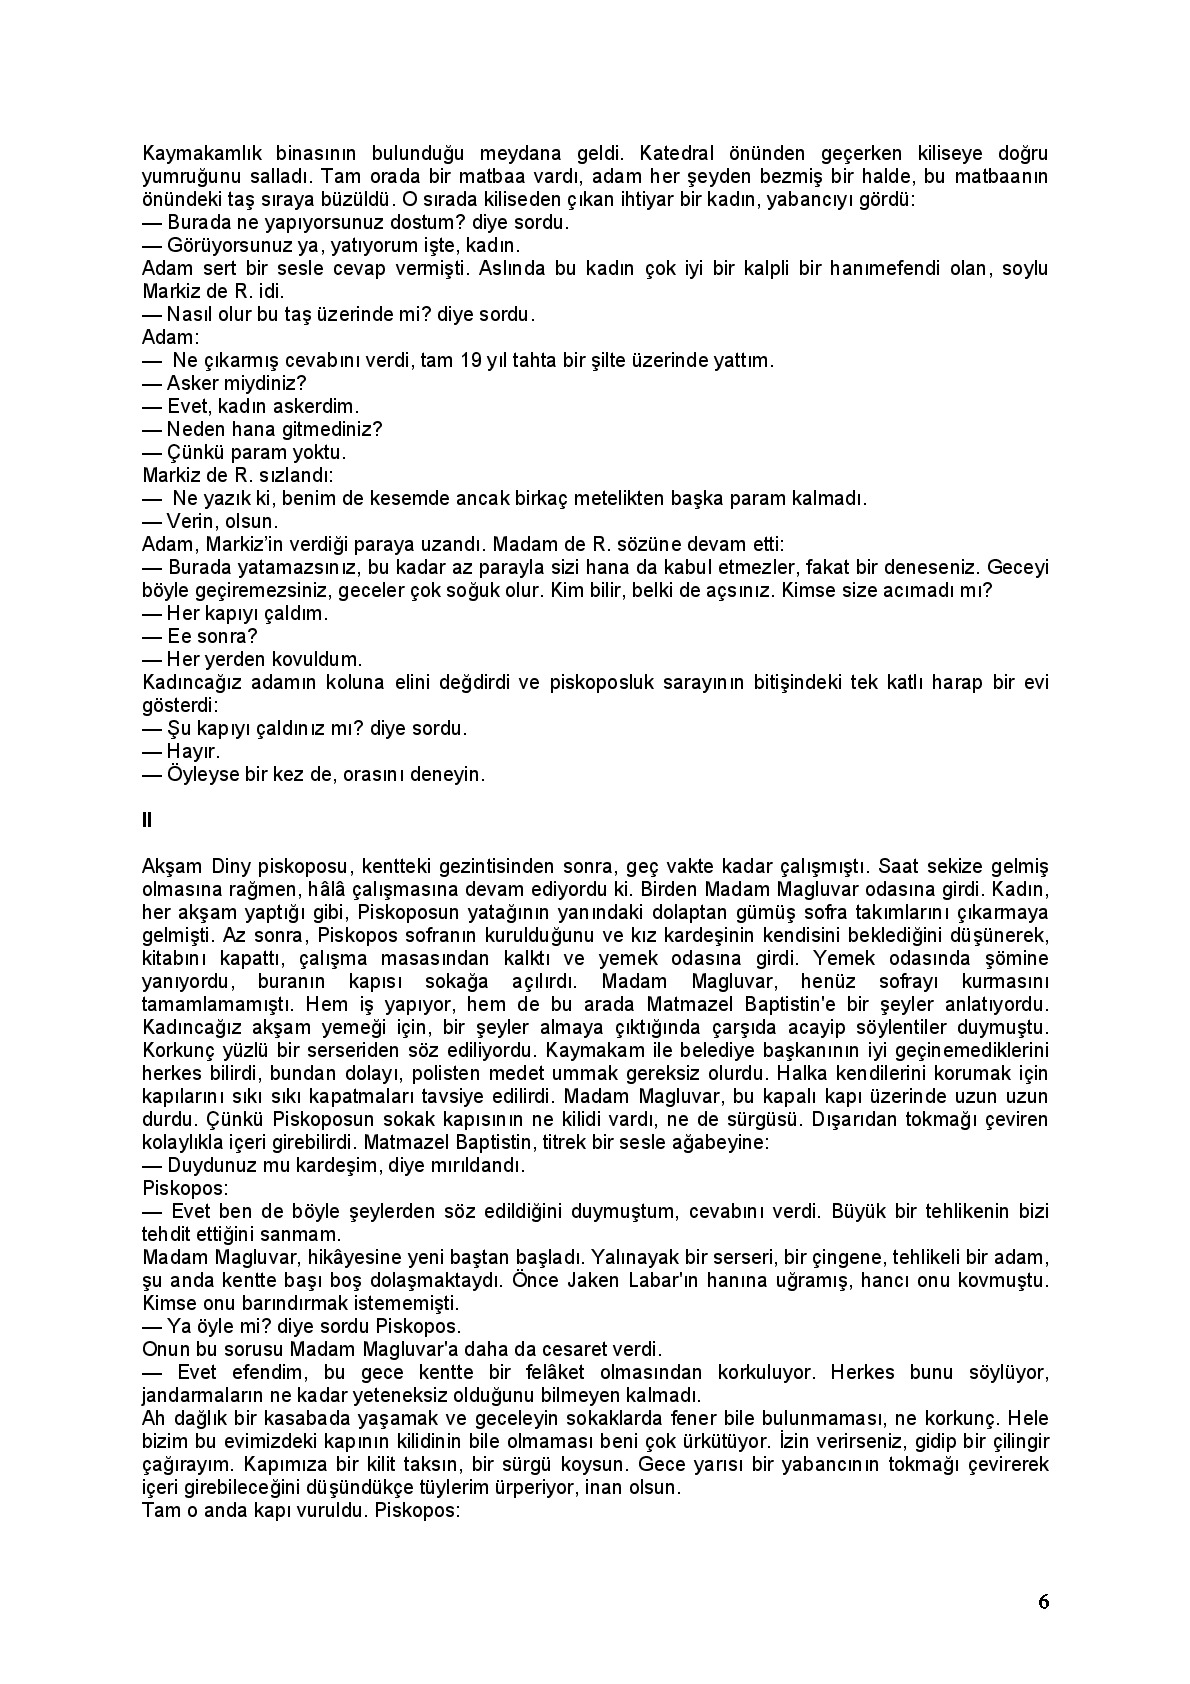 Kaymakamlık binasının bulunduğu meydana geldi. Katedral önünden geçerken kiliseye doğru
yumruğunu salladı. Tam orada bir matbaa vardı, adam her şeyden bezmiş bir halde, bu matbaanın
önündeki taş sıraya büzüldü. O sırada kiliseden çıkan ihtiyar bir kadın, yabancıyı gördü:
— Burada ne yapıyorsunuz dostum? diye sordu.
— Görüyorsunuz ya, yatıyorum işte, kadın.
Adam sert bir sesle cevap vermişti. Aslında bu kadın çok iyi bir kalpli bir hanımefendi olan, soylu
Markiz de R. idi.
— Nasıl olur bu taş üzerinde mi? diye sordu.
Adam:
— Ne çıkarmış cevabını verdi, tam 19 yıl tahta bir şilte üzerinde yattım.
— Asker miydiniz?
— Evet, kadın askerdim.
— Neden hana gitmediniz?
— Çünkü param yoktu.
Markiz de R. sızlandı:
— Ne yazık ki, benim de kesemde ancak birkaç metelikten başka param kalmadı.
— Verin, olsun.
Adam, Markiz’in verdiği paraya uzandı. Madam de R. sözüne devam etti:
— Burada yatamazsınız, bu kadar az parayla sizi hana da kabul etmezler, fakat bir deneseniz. Geceyi
böyle geçiremezsiniz, geceler çok soğuk olur. Kim bilir, belki de açsınız. Kimse size acımadı mı?
— Her kapıyı çaldım.
— Ee sonra?
— Her yerden kovuldum.
Kadıncağız adamın koluna elini değdirdi ve piskoposluk sarayının bitişindeki tek katlı harap bir evi
gösterdi:
— Şu kapıyı çaldınız mı? diye sordu.
— Hayır.
— Öyleyse bir kez de, orasını deneyin.
II
Akşam Diny piskoposu, kentteki gezintisinden sonra, geç vakte kadar çalışmıştı. Saat sekize gelmiş
olmasına rağmen, hâlâ çalışmasına devam ediyordu ki. Birden Madam Magluvar odasına girdi. Kadın,
her akşam yaptığı gibi, Piskoposun yatağının yanındaki dolaptan gümüş sofra takımlarını çıkarmaya
gelmişti. Az sonra, Piskopos sofranın kurulduğunu ve kız kardeşinin kendisini beklediğini düşünerek,
kitabını kapattı, çalışma masasından kalktı ve yemek odasına girdi. Yemek odasında şömine
yanıyordu, buranın kapısı sokağa açılırdı. Madam Magluvar, henüz sofrayı kurmasını
tamamlamamıştı. Hem iş yapıyor, hem de bu arada Matmazel Baptistin'e bir şeyler anlatıyordu.
Kadıncağız akşam yemeği için, bir şeyler almaya çıktığında çarşıda acayip söylentiler duymuştu.
Korkunç yüzlü bir serseriden söz ediliyordu. Kaymakam ile belediye başkanının iyi geçinemediklerini
herkes bilirdi, bundan dolayı, polisten medet ummak gereksiz olurdu. Halka kendilerini korumak için
kapılarını sıkı sıkı kapatmaları tavsiye edilirdi. Madam Magluvar, bu kapalı kapı üzerinde uzun uzun
durdu. Çünkü Piskoposun sokak kapısının ne kilidi vardı, ne de sürgüsü. Dışarıdan tokmağı çeviren
kolaylıkla içeri girebilirdi. Matmazel Baptistin, titrek bir sesle ağabeyine:
— Duydunuz mu kardeşim, diye mırıldandı.
Piskopos:
— Evet ben de böyle şeylerden söz edildiğini duymuştum, cevabını verdi. Büyük bir tehlikenin bizi
tehdit ettiğini sanmam.
Madam Magluvar, hikâyesine yeni baştan başladı. Yalınayak bir serseri, bir çingene, tehlikeli bir adam,
şu anda kentte başı boş dolaşmaktaydı. Önce Jaken Labar'ın hanına uğramış, hancı onu kovmuştu.
Kimse onu barındırmak istememişti.
— Ya öyle mi? diye sordu Piskopos.
Onun bu sorusu Madam Magluvar'a daha da cesaret verdi.
— Evet efendim, bu gece kentte bir felâket olmasından korkuluyor. Herkes bunu söylüyor,
jandarmaların ne kadar yeteneksiz olduğunu bilmeyen kalmadı.
Ah dağlık bir kasabada yaşamak ve geceleyin sokaklarda fener bile bulunmaması, ne korkunç. Hele
bizim bu evimizdeki kapının kilidinin bile olmaması beni çok ürkütüyor. İzin verirseniz, gidip bir çilingir
çağırayım. Kapımıza bir kilit taksın, bir sürgü koysun. Gece yarısı bir yabancının tokmağı çevirerek
içeri girebileceğini düşündükçe tüylerim ürperiyor, inan olsun.
Tam o anda kapı vuruldu. Piskopos:
6